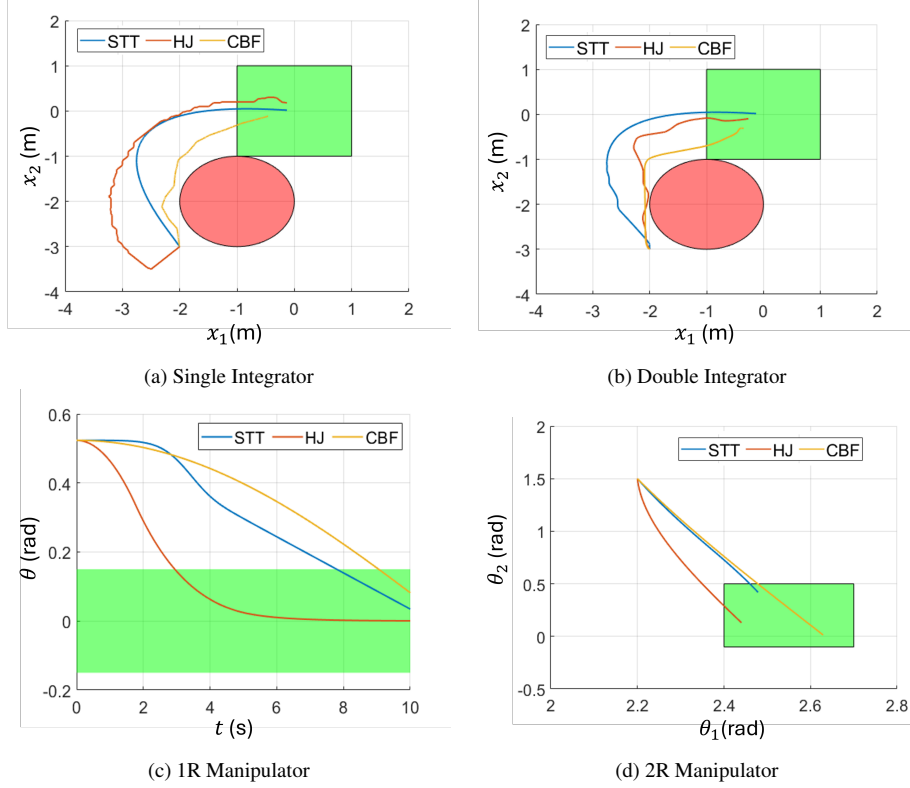 2
STT HJ CBF
1
0
-1
-2
-3
-4
-4 -3 -2 -1 0 1 2
x₂ (m)
x₁(m)
(a) Single Integrator
2
STT HJ CBF
1
0
-1
-2
-3
-4
-4 -3 -2 -1 0 1 2
x₂ (m)
x₁ (m)
(b) Double Integrator
0.6
STT HJ CBF
0.4
0.2
0
-0.2
0 2 4 6 8 10
θ (rad)
t (s)
(c) 1R Manipulator
2
STT HJ CBF
1.5
1
0.5
0
-0.5
2 2.2 2.4 2.6 2.8
θ₂ (rad)
θ₁(rad)
(d) 2R Manipulator